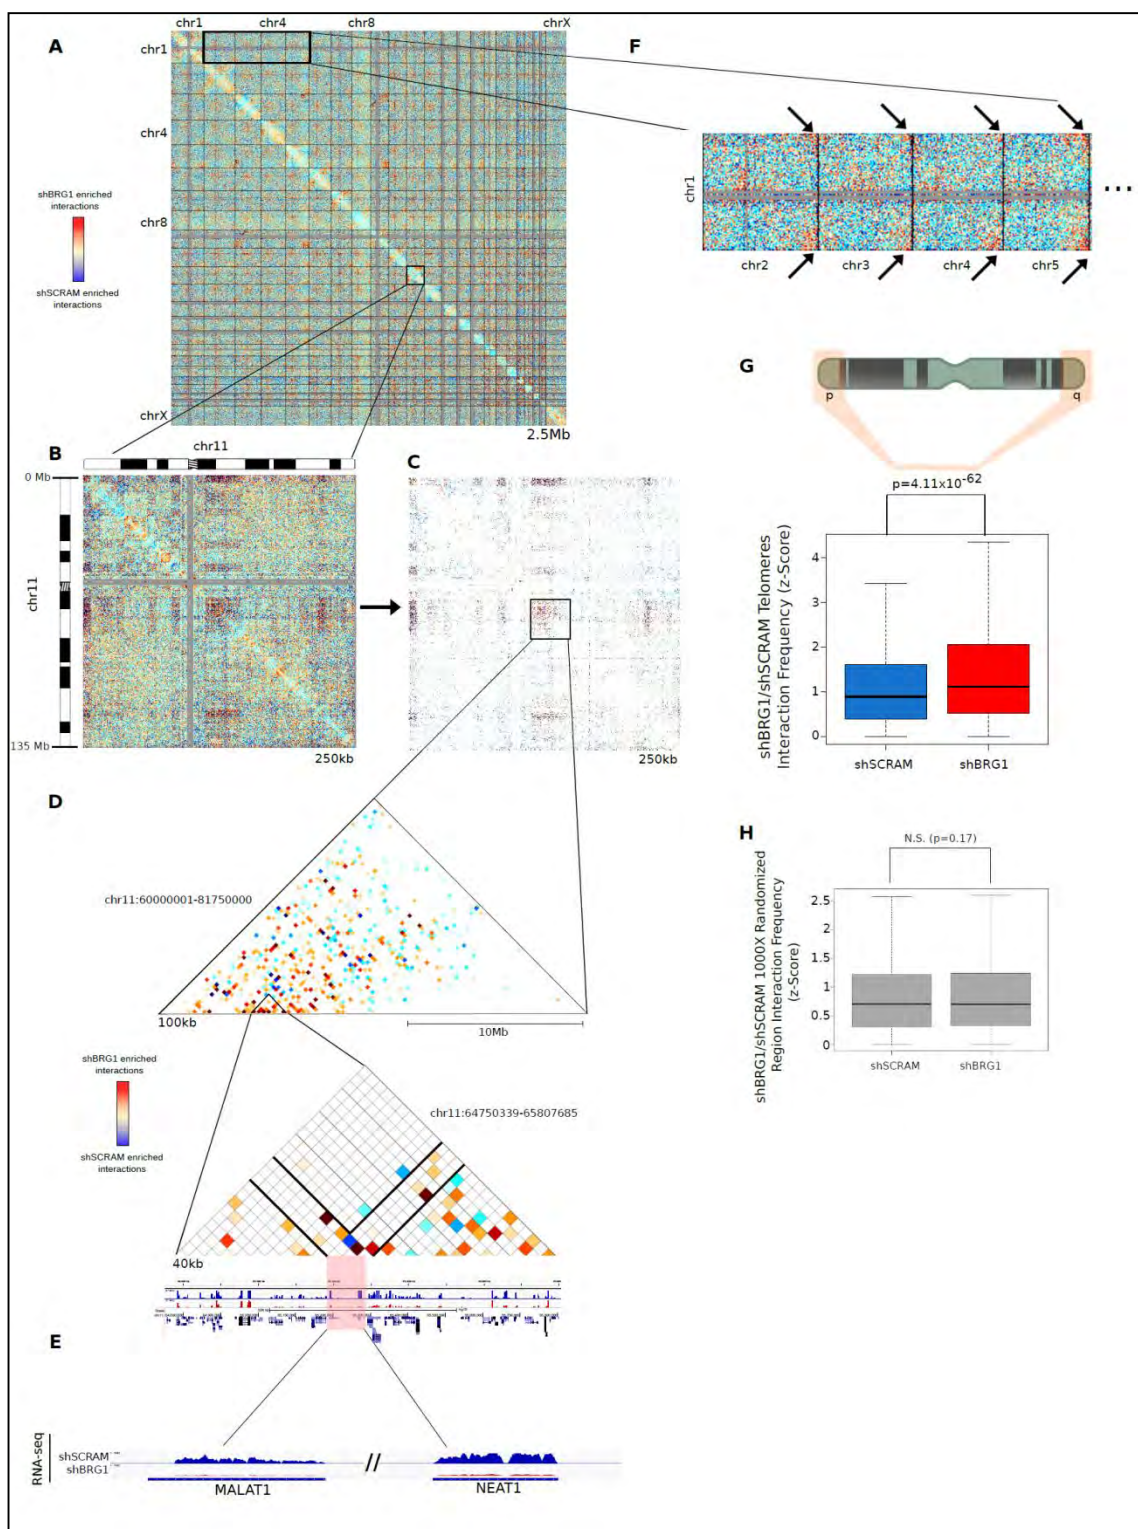 A
chr1 chr4 chr8 chrX
chr1
chr4
chr8
chrX
2.5Mb
shBRG1 enriched
interactions
shSCRAM enriched
interactions
F
chr1
chr2 chr3 chr4 chr5
...
B
chr11
0 Mb
chr11
135 Mb
250kb
C
250kb
G
p q
p=4.11x10-62
shBRG1/shSCRAM Telomeres
Interaction Frequency (z-Score)
4
3
2
1
0
shSCRAM shBRG1
D
chr11:60000001-81750000
100kb
10Mb
shBRG1 enriched
interactions
shSCRAM enriched
interactions
chr11:64750339-65807685
40kb
H
N.S. (p=0.17)
shBRG1/shSCRAM 1000X Randomized
Region Interaction Frequency
(z-Score)
2.5
2
1.5
1
0.5
0
shSCRAM shBRG1
E
RNA-seq
shSCRAM
shBRG1
//
MALAT1 NEAT1